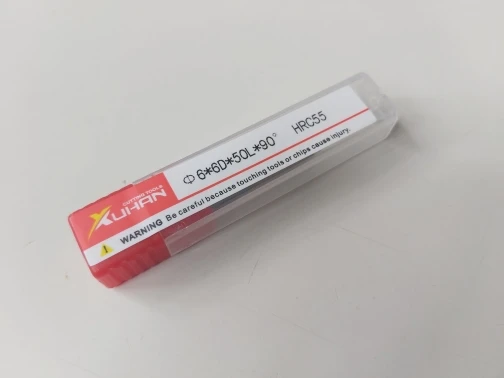 Φ 6*6D*50L*90° HRC55
CUTTING TOOLS
XUHAN
WARNING Be careful because touching tools or chips cause injury.